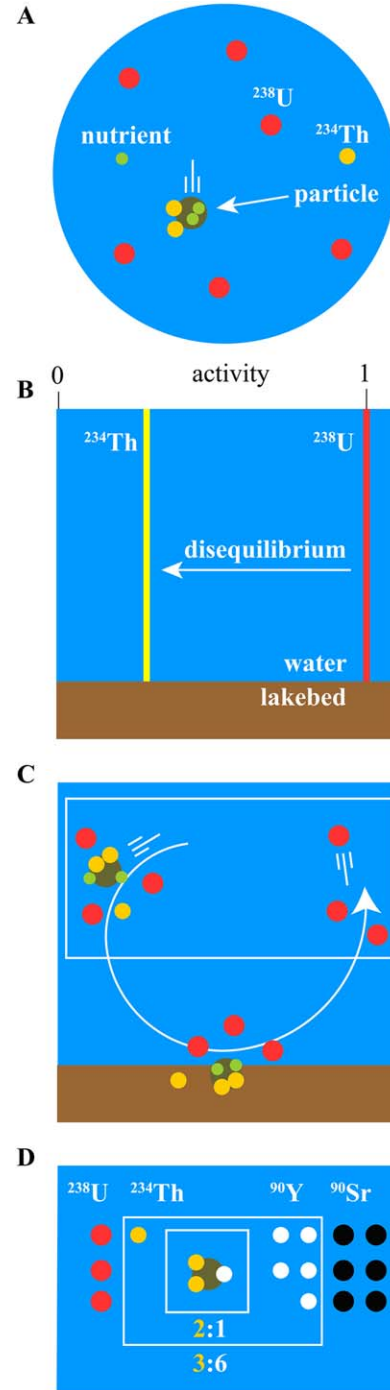 A
²³⁸U
²³⁴Th
nutrient
particle
B
0 activity 1
²³⁴Th ²³⁸U
disequilibrium
water
lakebed
C
D
²³⁸U ²³⁴Th ⁹⁰Y ⁹⁰Sr
2:1
3:6